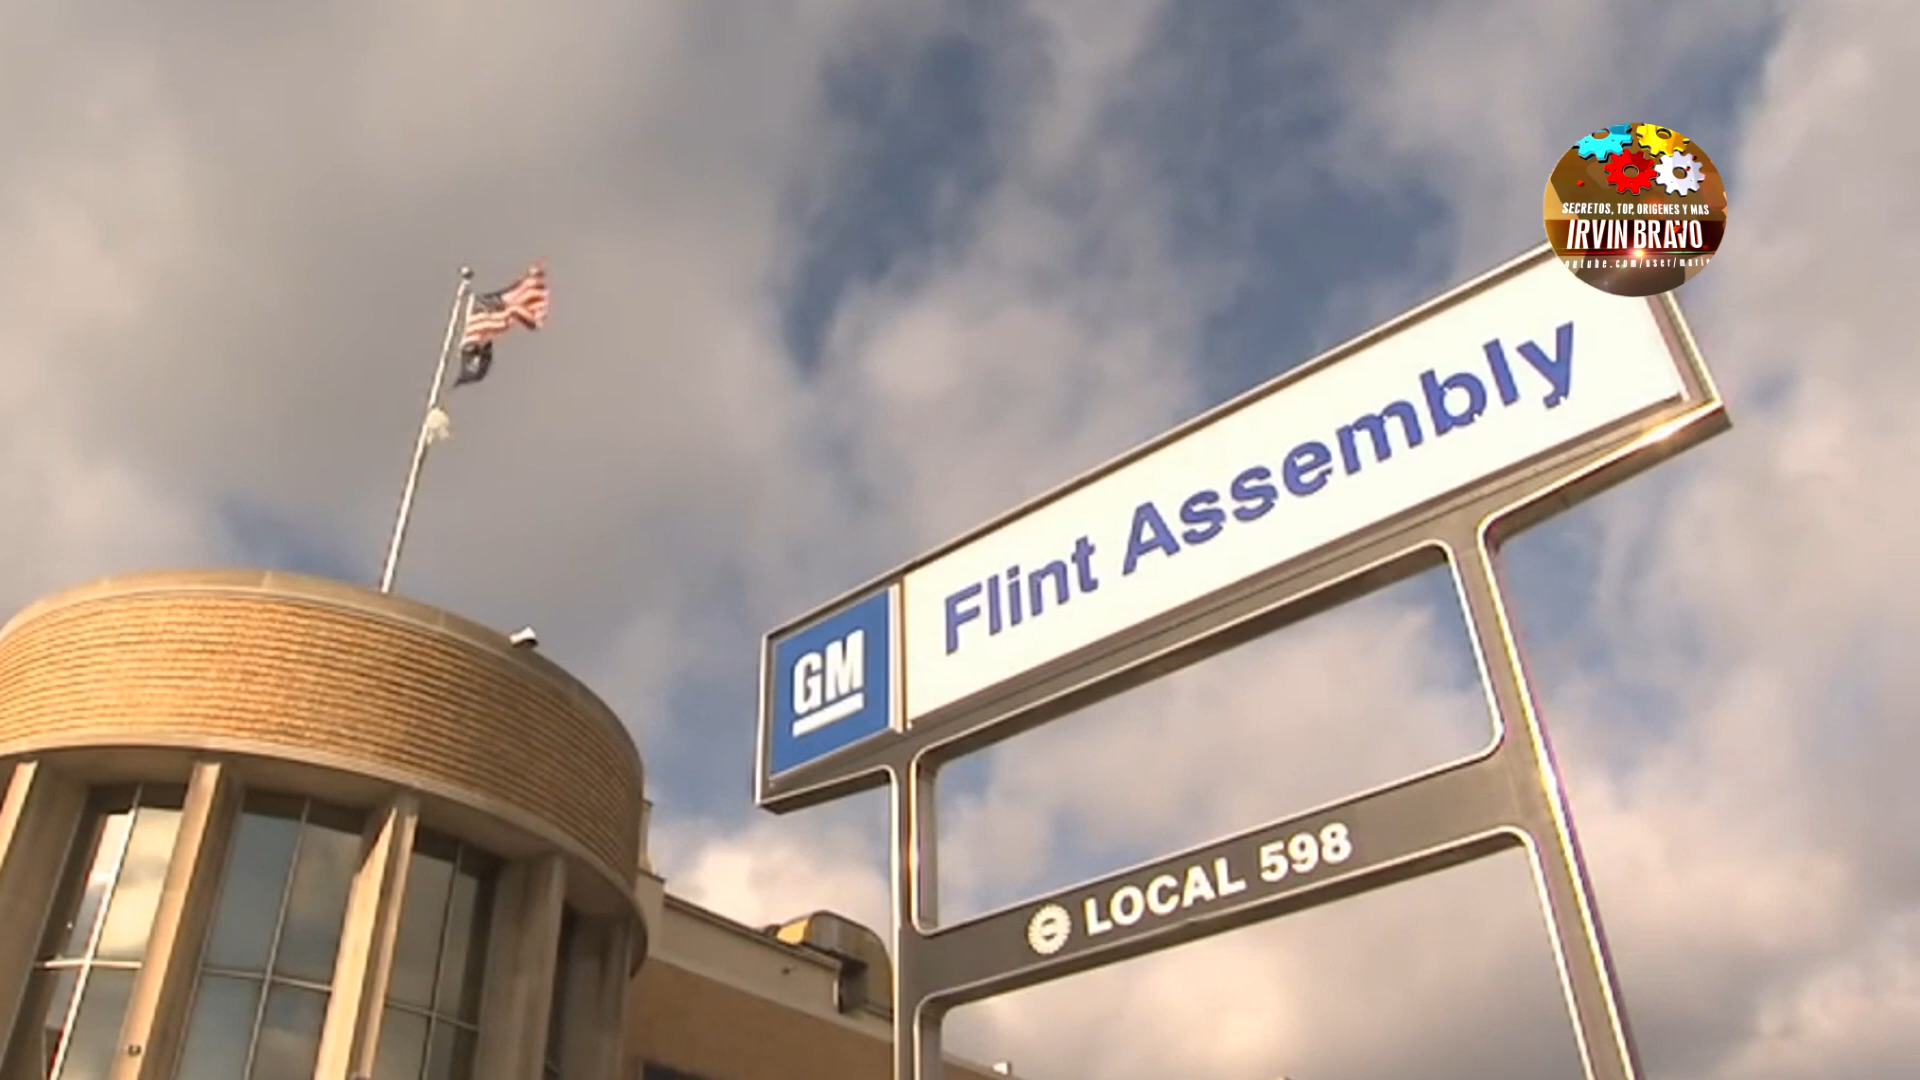 SECRETOS, TOP, ORIGENES Y MAS
IRVIN BRAVO
Flint Assembly
GM
LOCAL 598